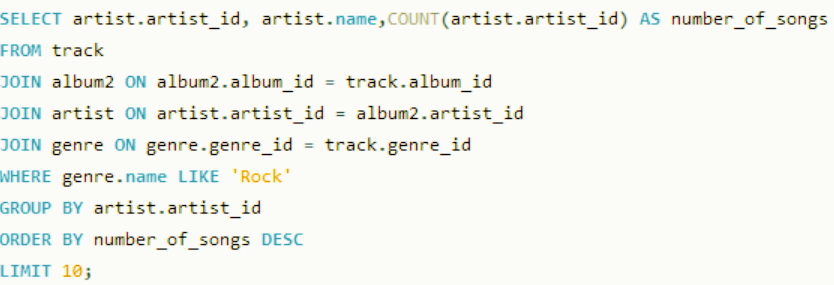 SELECT artist.artist_id, artist.name,COUNT(artist.artist_id) AS number_of_songs
FROM track
JOIN album2 ON album2.album_id = track.album_id
JOIN artist ON artist.artist_id = album2.artist_id
JOIN genre ON genre.genre_id = track.genre_id
WHERE genre.name LIKE 'Rock'
GROUP BY artist.artist_id
ORDER BY number_of_songs DESC
LIMIT 10;